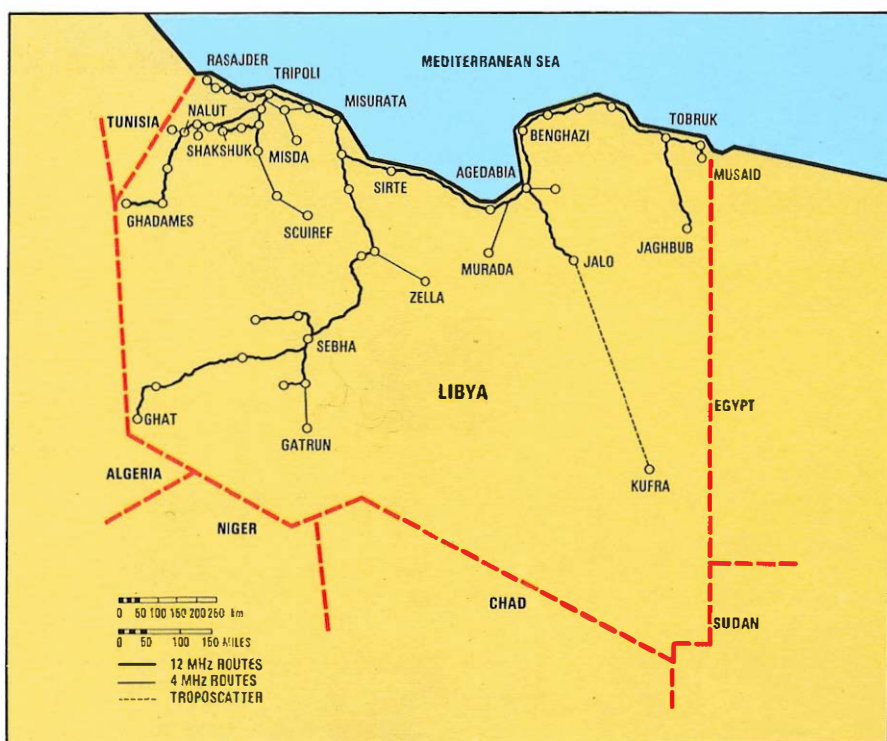 MEDITERRANEAN SEA
RASAJDER
TRIPOLI
MISURATA
NALUT
TUNISIA
SHAKSHUK
MISDA
BENGHAZI
TOBRUK
MUSAID
AGEDABIA
SIRTE
GHADAMES
SCUIREF
MURADA
JALO
JAGHBUB
ZELLA
SEBHA
LIBYA
EGYPT
GHAT
GATRUN
ALGERIA
KUFRA
NIGER
CHAD
SUDAN
0 50 100 150 200 250 km
0 50 100 150 MILES
12 MHz ROUTES
4 MHz ROUTES
TROPOSCATTER